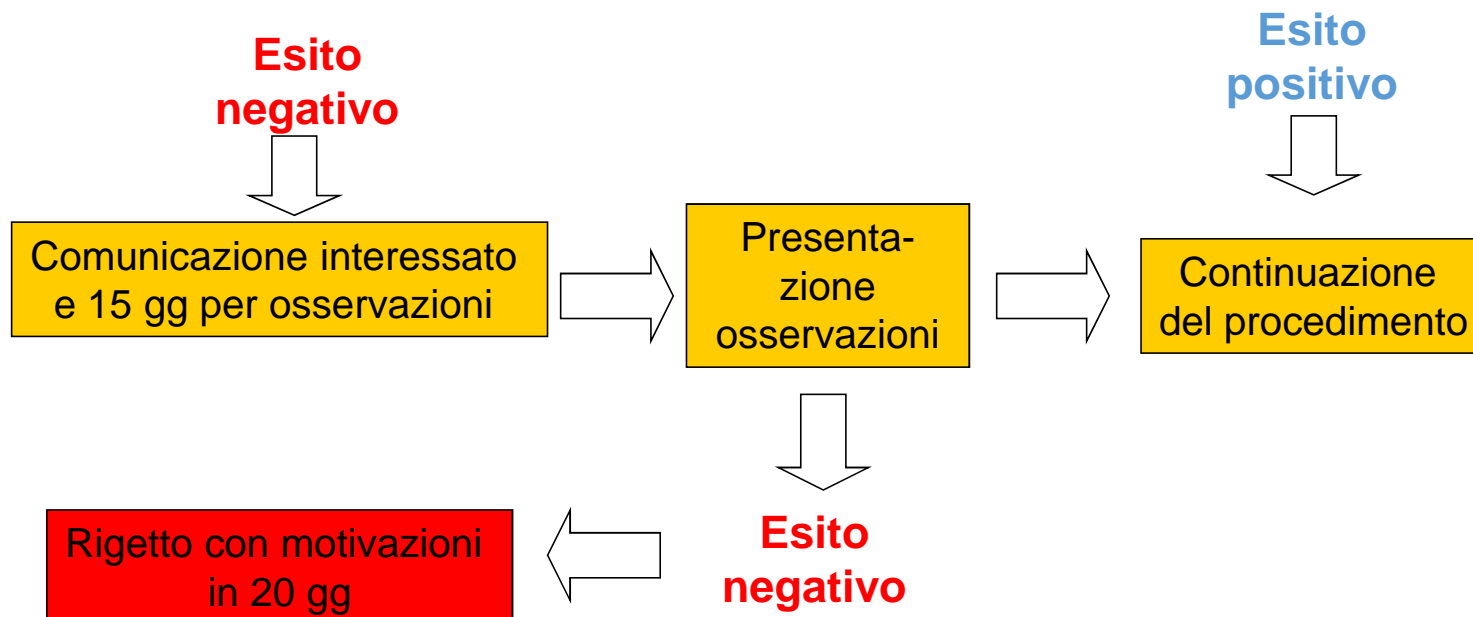 Esito
negativo
Esito
positivo
Comunicazione interessato
e 15 gg per osservazioni
Presenta-
zione
osservazioni
Continuazione
del procedimento
Rigetto con motivazioni
in 20 gg
Esito
negativo